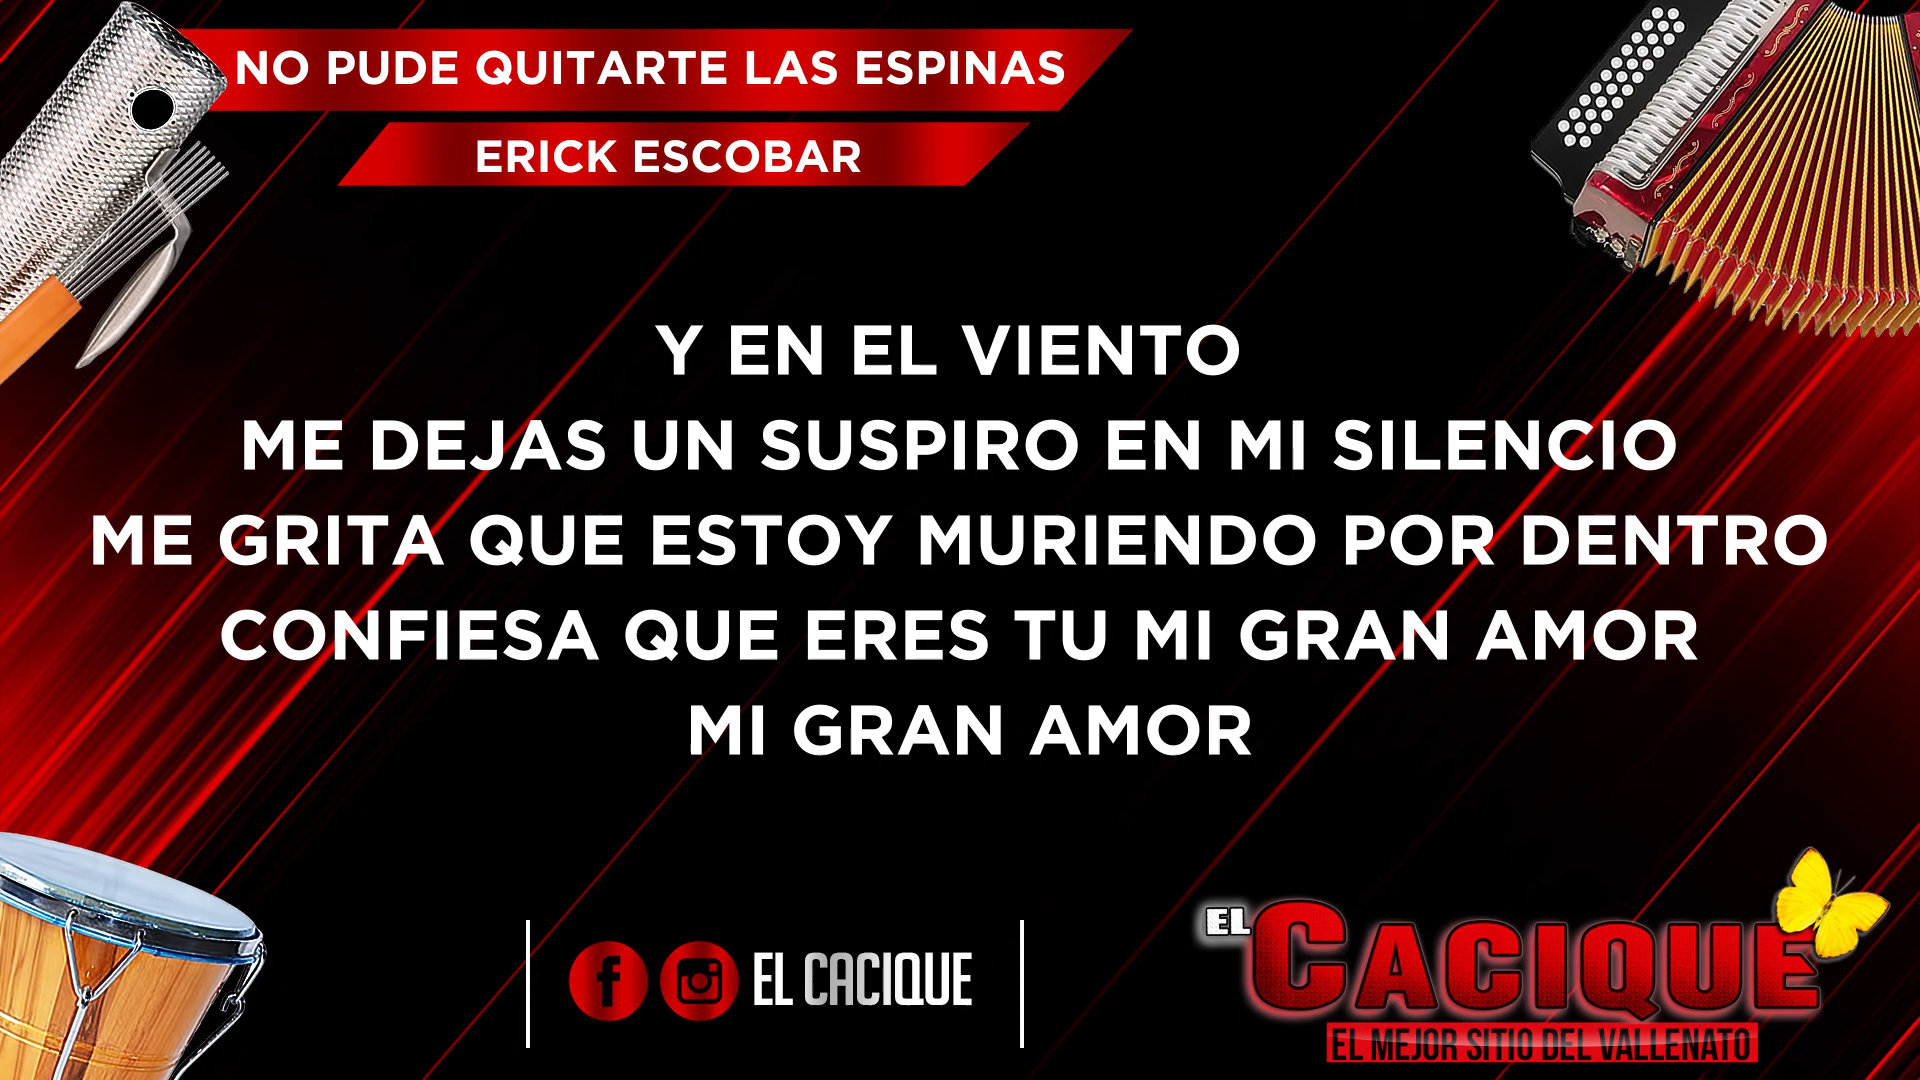 NO PUDE QUITARTE LAS ESPINAS
ERICK ESCOBAR
Y EN EL VIENTO
ME DEJAS UN SUSPIRO EN MI SILENCIO
ME GRITA QUE ESTOY MURIENDO POR DENTRO
CONFIESA QUE ERES TU MI GRAN AMOR
MI GRAN AMOR
EL CACIQUE
EL CACIQUE
EL MEJOR SITIO DEL VALLENATO